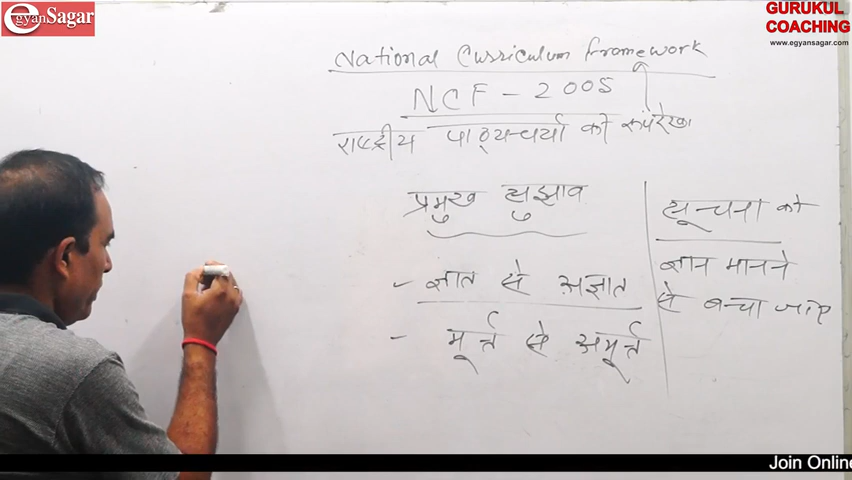 egyanSagar
GURUKUL
COACHING
www.egyansagar.com
National Curriculum Framework
NCF - 2005
राष्ट्रीय पाठ्यचर्या की रूपरेखा
प्रमुख सुझाव
- ज्ञात से अज्ञात
- मूर्त्त से अमूर्त्त
सूचना को
ज्ञान मानने
से बचा जाए
Join Online